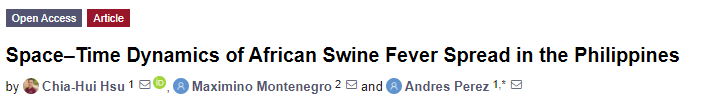 Open Access Article
Space–Time Dynamics of African Swine Fever Spread in the Philippines
by Chia-Hui Hsu 1 iD, Maximino Montenegro 2 and Andres Perez 1,*